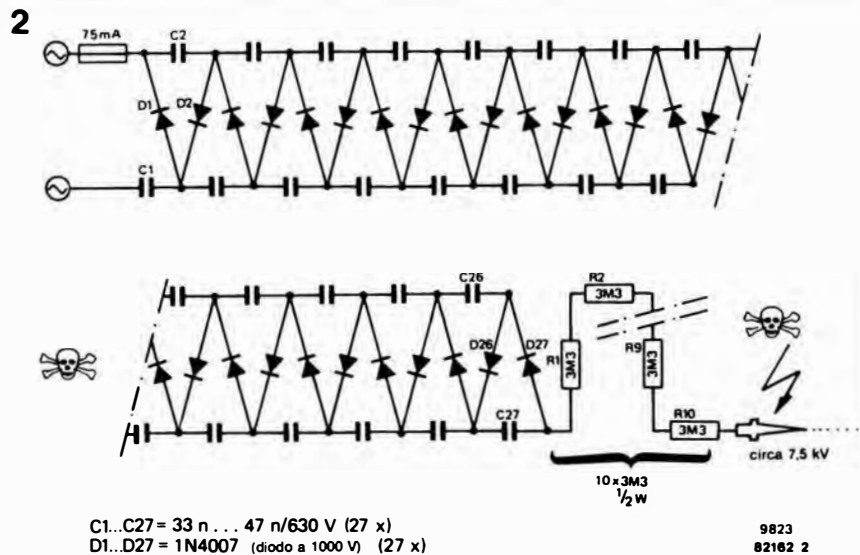 2
75mA
C2
D1
D2
C1
C26
R2
3M3
D26
D27
R1
3M3
R9
3M3
C27
R10
3M3
circa 7,5 kV
10 x 3M3
½ W
C1...C27 = 33 n . . . 47 n/630 V (27 x)
D1...D27 = 1N4007 (diodo a 1000 V) (27 x)
9823
82162 2